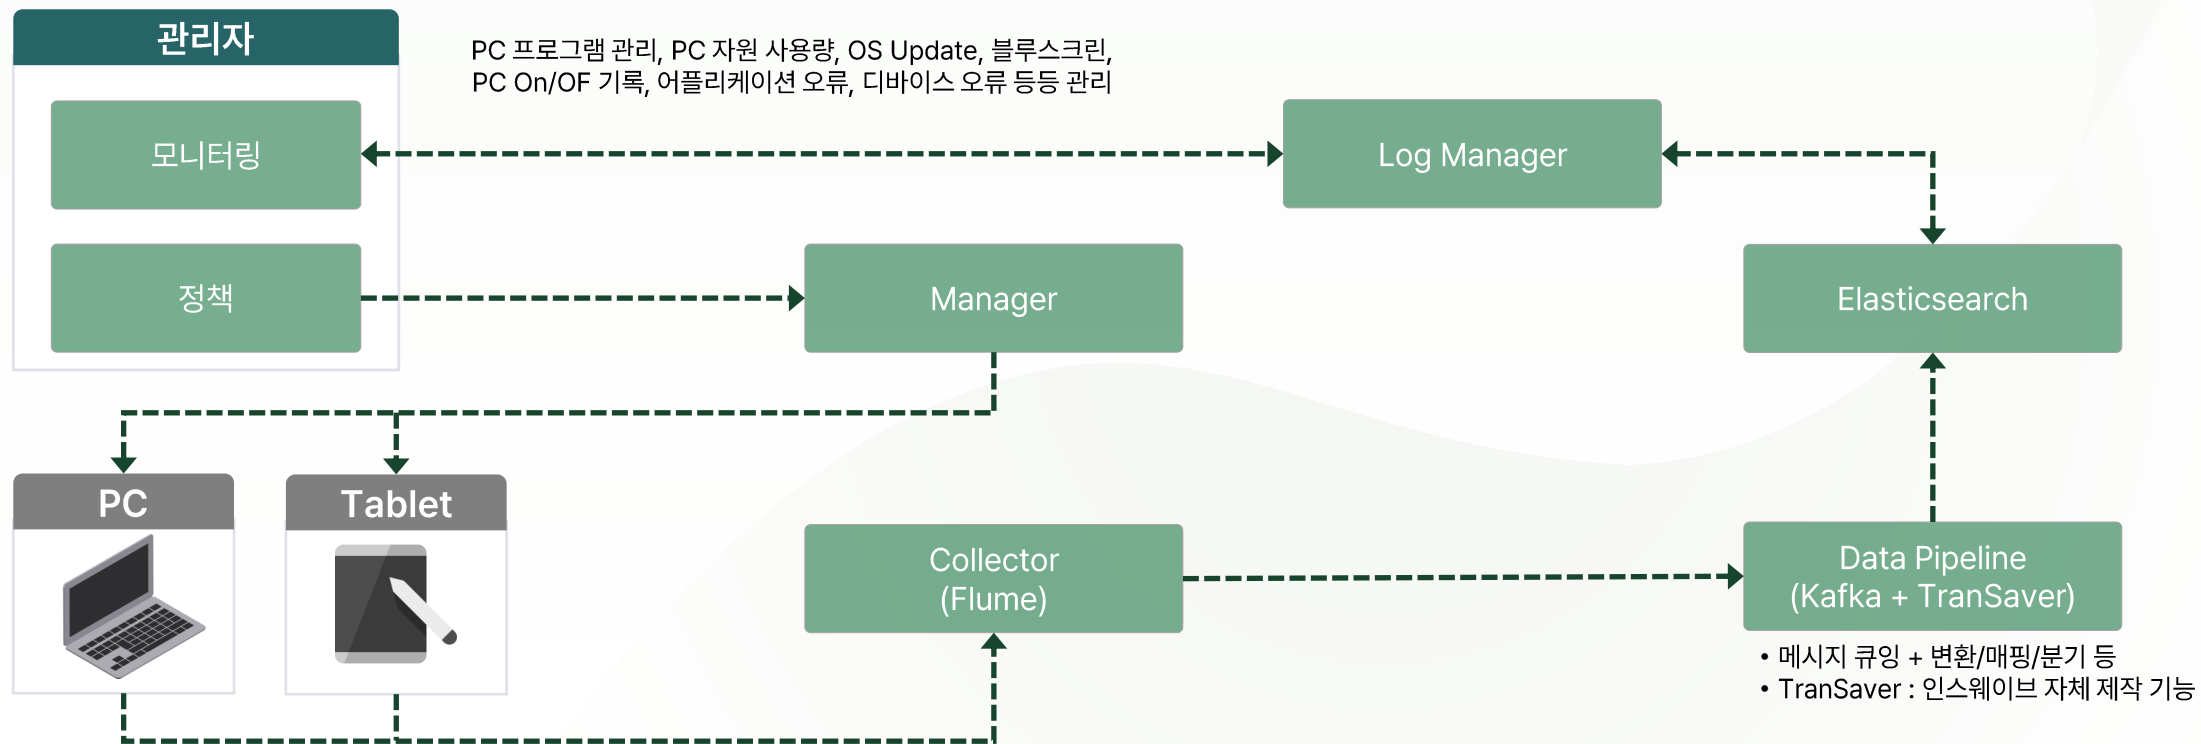 관리자
PC 프로그램 관리, PC 자원 사용량, OS Update, 블루스크린,
PC On/OF 기록, 어플리케이션 오류, 디바이스 오류 등등 관리
모니터링
Log Manager
정책
Manager
Elasticsearch
PC
Tablet
Collector
(Flume)
Data Pipeline
(Kafka + TranSaver)
• 메시지 큐잉 + 변환/매핑/분기 등
• TranSaver : 인스웨이브 자체 제작 기능